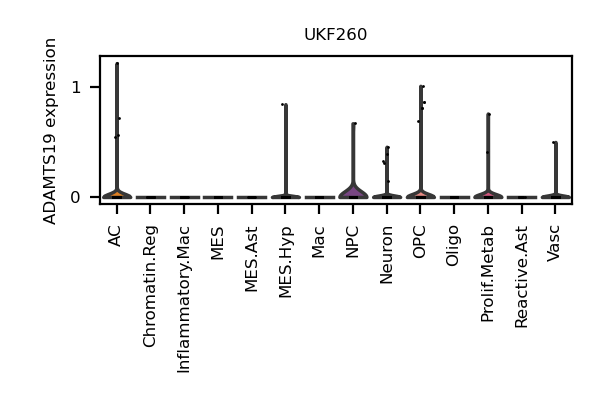 UKF260
ADAMTS19 expression
1
0
AC
Chromatin.Reg
Inflammatory.Mac
MES
MES.Ast
MES.Hyp
Mac
NPC
Neuron
OPC
Oligo
Prolif.Metab
Reactive.Ast
Vasc